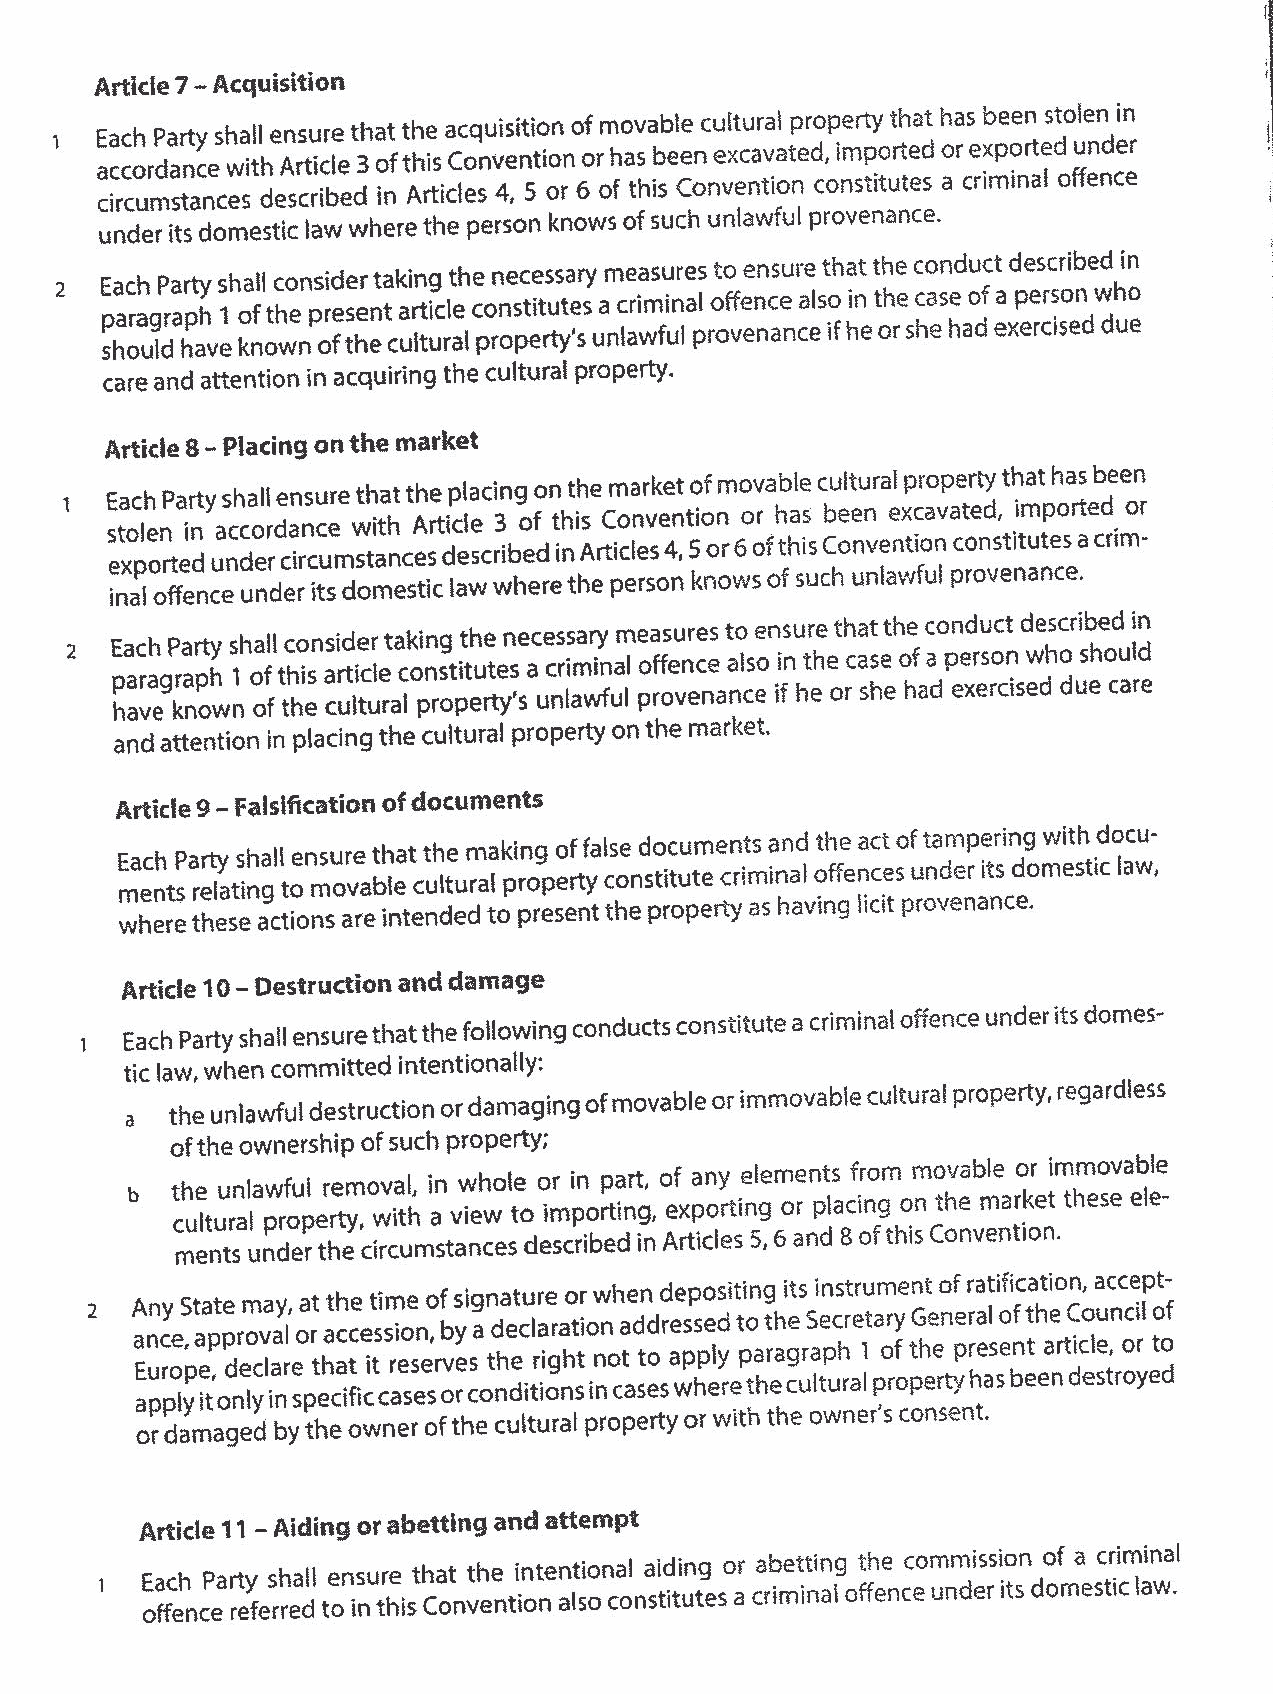 Article 7 – Acquisition
1 Each Party shall ensure that the acquisition of movable cultural property that has been stolen in
accordance with Article 3 of this Convention or has been excavated, imported or exported under
circumstances described in Articles 4, 5 or 6 of this Convention constitutes a criminal offence
under its domestic law where the person knows of such unlawful provenance.
2 Each Party shall consider taking the necessary measures to ensure that the conduct described in
paragraph 1 of the present article constitutes a criminal offence also in the case of a person who
should have known of the cultural property's unlawful provenance if he or she had exercised due
care and attention in acquiring the cultural property.
Article 8 – Placing on the market
1 Each Party shall ensure that the placing on the market of movable cultural property that has been
stolen in accordance with Article 3 of this Convention or has been excavated, imported or
exported under circumstances described in Articles 4, 5 or 6 of this Convention constitutes a crim-
inal offence under its domestic law where the person knows of such unlawful provenance.
2 Each Party shall consider taking the necessary measures to ensure that the conduct described in
paragraph 1 of this article constitutes a criminal offence also in the case of a person who should
have known of the cultural property's unlawful provenance if he or she had exercised due care
and attention in placing the cultural property on the market.
Article 9 – Falsification of documents
Each Party shall ensure that the making of false documents and the act of tampering with docu-
ments relating to movable cultural property constitute criminal offences under its domestic law,
where these actions are intended to present the property as having licit provenance.
Article 10 – Destruction and damage
1 Each Party shall ensure that the following conducts constitute a criminal offence under its domes-
tic law, when committed intentionally:
a the unlawful destruction or damaging of movable or immovable cultural property, regardless
of the ownership of such property;
b the unlawful removal, in whole or in part, of any elements from movable or immovable
cultural property, with a view to importing, exporting or placing on the market these ele-
ments under the circumstances described in Articles 5, 6 and 8 of this Convention.
2 Any State may, at the time of signature or when depositing its instrument of ratification, accept-
ance, approval or accession, by a declaration addressed to the Secretary General of the Council of
Europe, declare that it reserves the right not to apply paragraph 1 of the present article, or to
apply it only in specific cases or conditions in cases where the cultural property has been destroyed
or damaged by the owner of the cultural property or with the owner's consent.
Article 11 – Aiding or abetting and attempt
1 Each Party shall ensure that the intentional aiding or abetting the commission of a criminal
offence referred to in this Convention also constitutes a criminal offence under its domestic law.